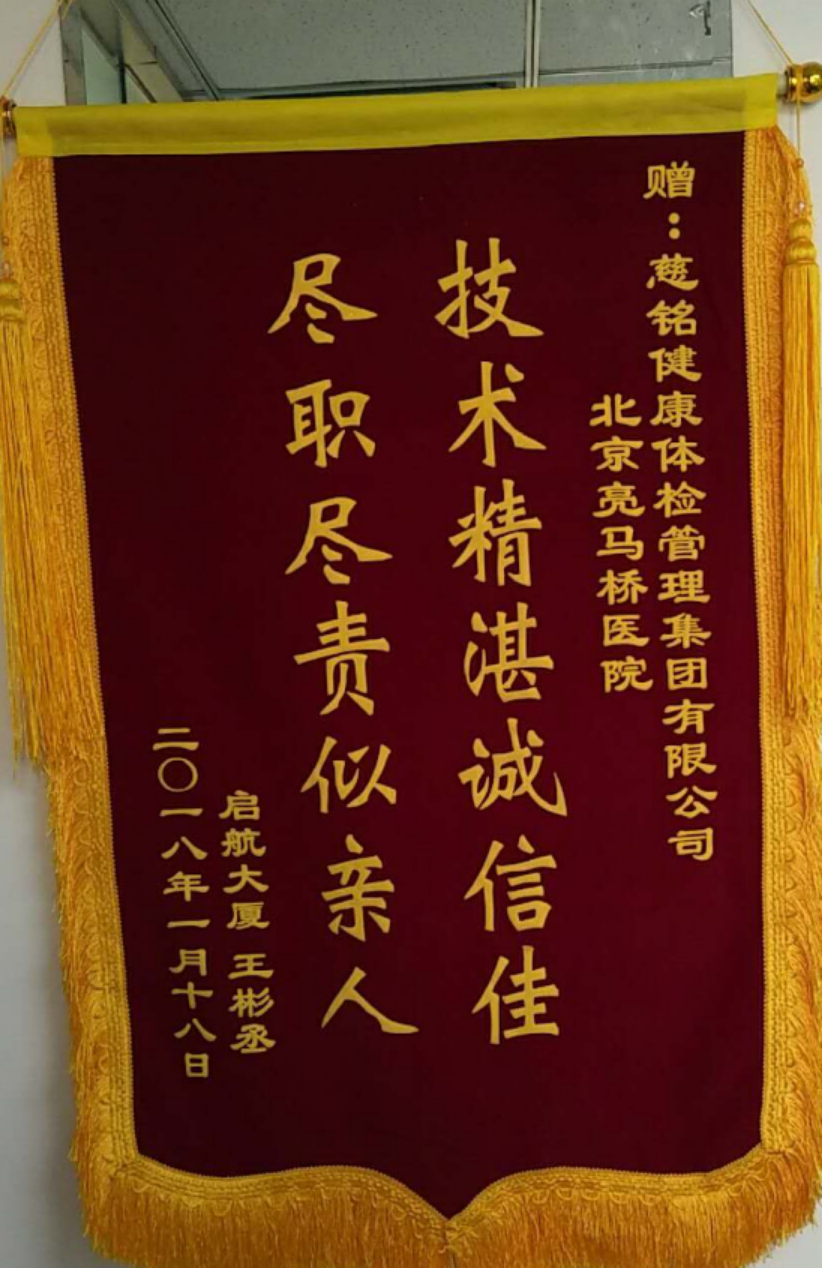 赠：慈铭健康体检管理集团有限公司
北京亮马桥医院
技术精湛诚信佳
尽职尽责似亲人
启航大厦 王彬丞
二〇一八年一月十八日